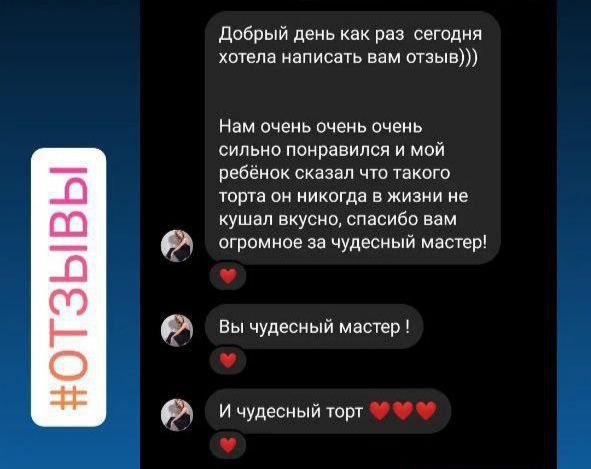 #ОТЗЫВЫ
Добрый день как раз сегодня
хотела написать вам отзыв)))
Нам очень очень очень
сильно понравился и мой
ребёнок сказал что такого
торта он никогда в жизни не
кушал вкусно, спасибо вам
огромное за чудесный мастер!
Вы чудесный мастер !
И чудесный торт ❤️❤️❤️